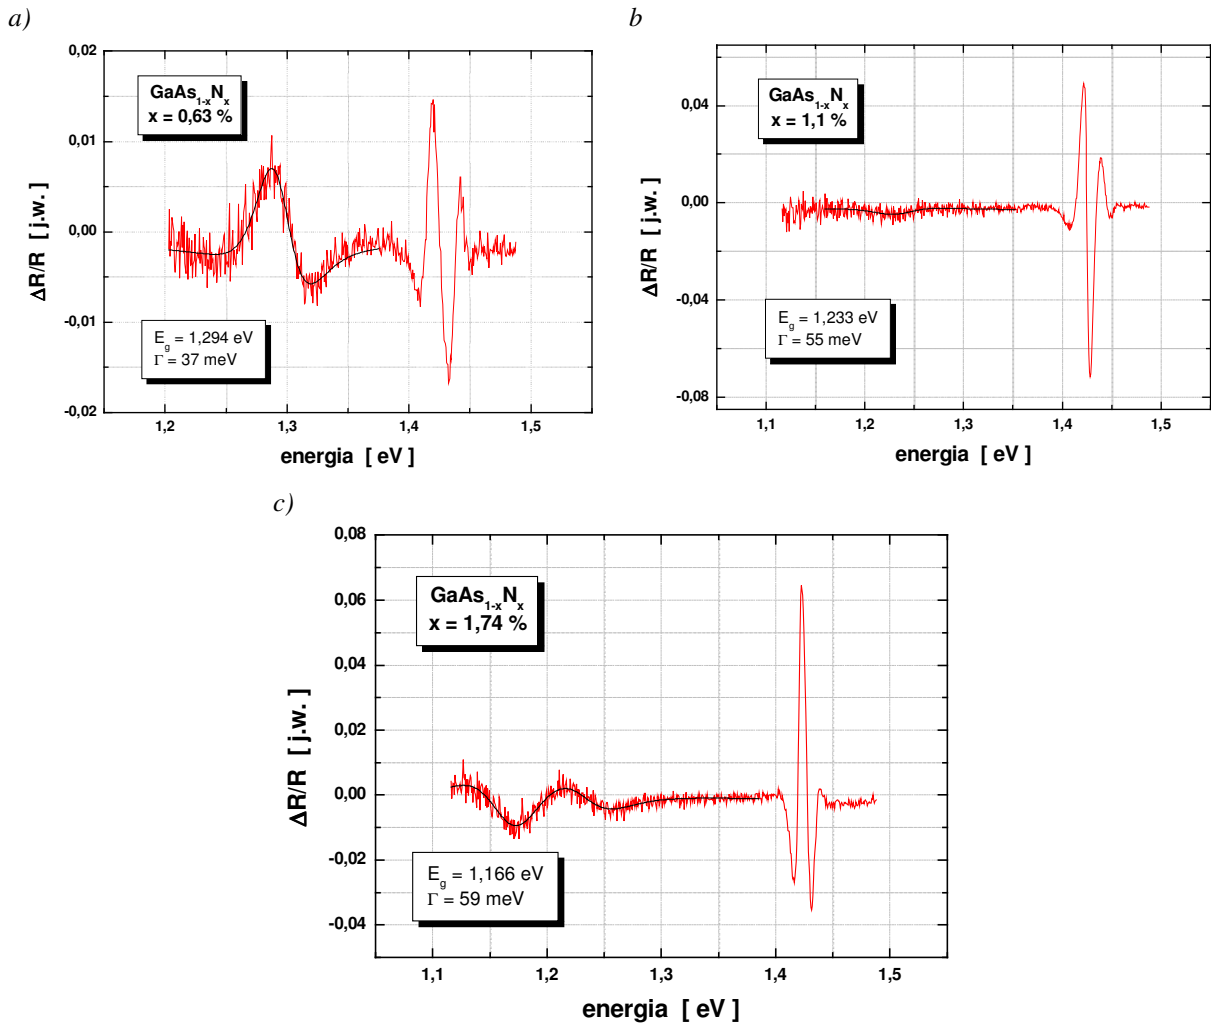 a)
0,02
0,01
0,00
-0,01
-0,02
ΔR/R [ j.w. ]
GaAs1-xNx
x = 0,63 %
Eg = 1,294 eV
Γ = 37 meV
1,2 1,3 1,4 1,5
energia [ eV ]
b
0,04
0,00
-0,04
-0,08
ΔR/R [ j.w. ]
GaAs1-xNx
x = 1,1 %
Eg = 1,233 eV
Γ = 55 meV
1,1 1,2 1,3 1,4 1,5
energia [ eV ]
c)
0,08
0,06
0,04
0,02
0,00
-0,02
-0,04
ΔR/R [ j.w. ]
GaAs1-xNx
x = 1,74 %
Eg = 1,166 eV
Γ = 59 meV
1,1 1,2 1,3 1,4 1,5
energia [ eV ]